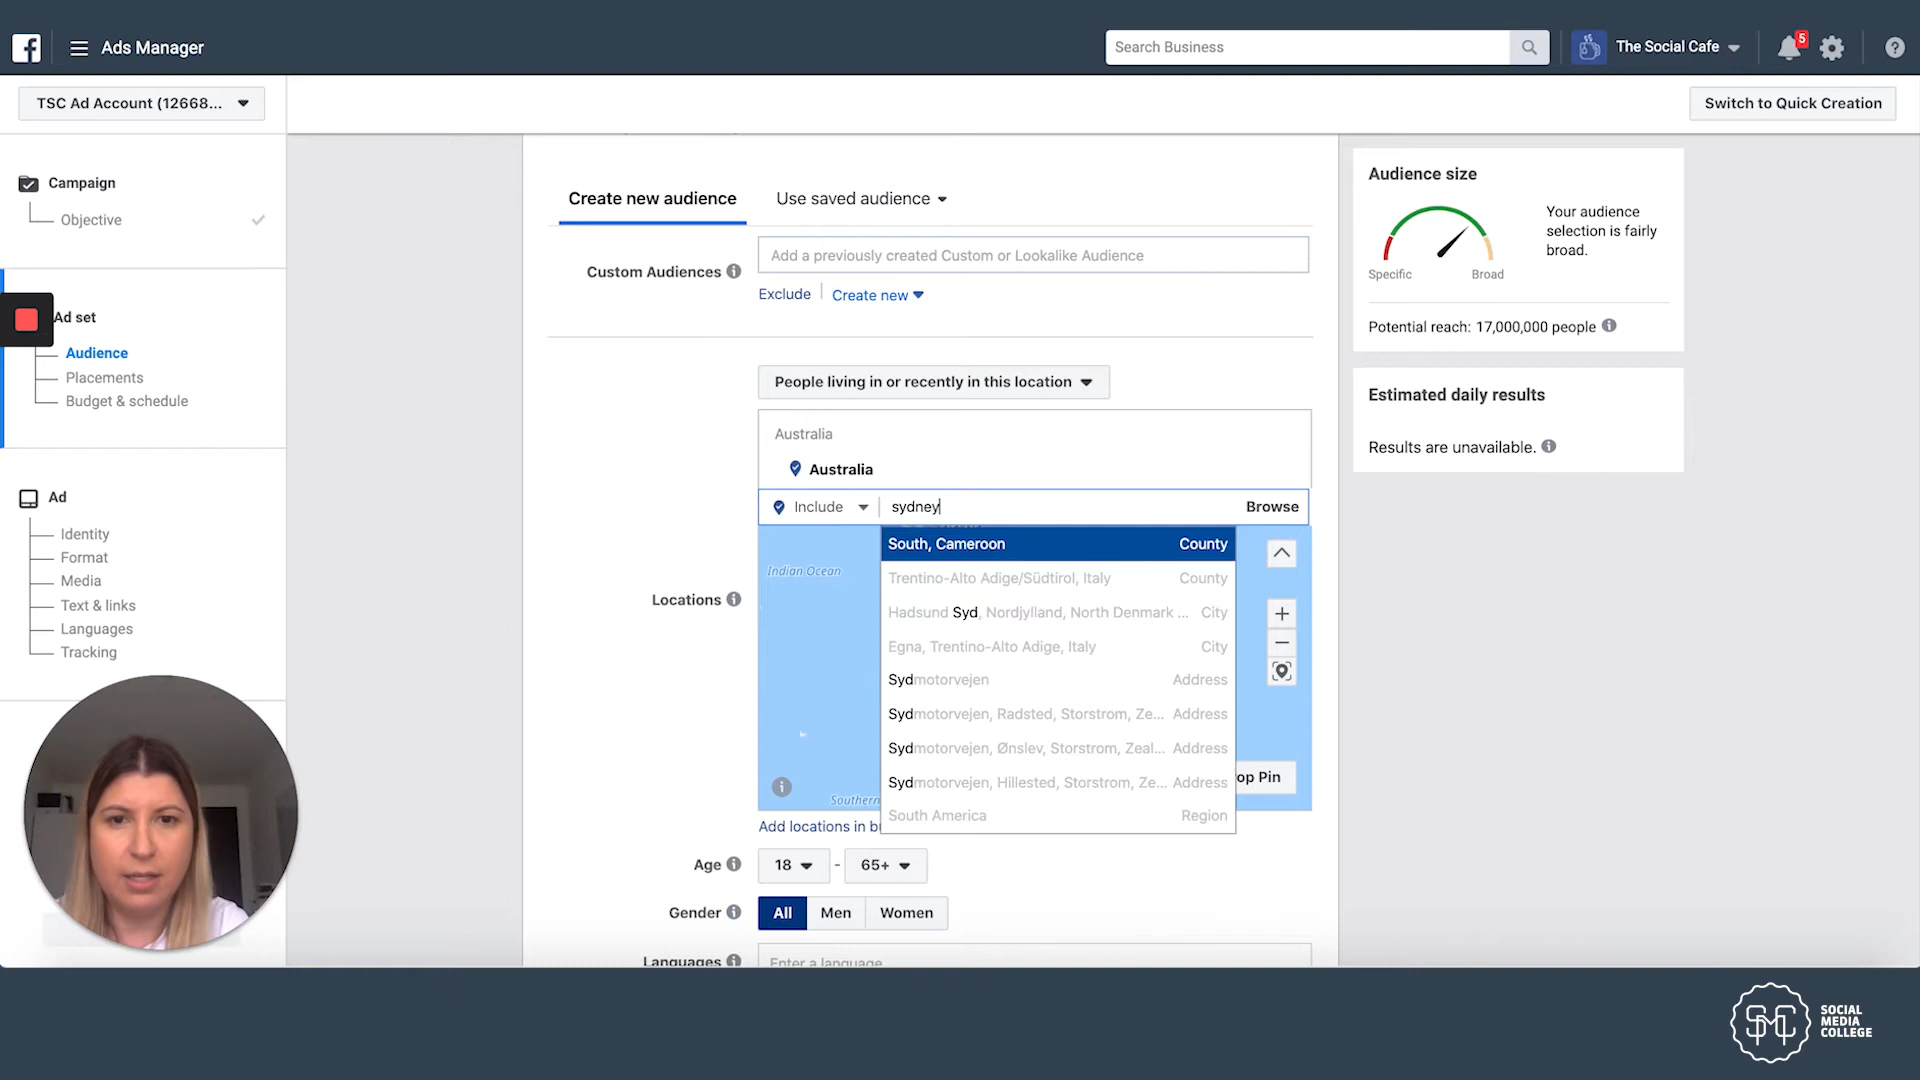 Ads Manager
Search Business
The Social Cafe
5
TSC Ad Account (12668...
Switch to Quick Creation
Campaign
Objective
Ad set
Audience
Placements
Budget & schedule
Ad
Identity
Format
Media
Text & links
Languages
Tracking
Create new audience
Use saved audience
Custom Audiences
Add a previously created Custom or Lookalike Audience
Exclude
Create new
People living in or recently in this location
Australia
Australia
Include
sydney
Browse
Locations
Indian Ocean
South, Cameroon County
Trentino-Alto Adige/Südtirol, Italy County
Hadsund Syd, Nordjylland, North Denmark ... City
Egna, Trentino-Alto Adige, Italy City
Sydmotorvejen Address
Sydmotorvejen, Radsted, Storstrom, Ze... Address
Sydmotorvejen, Ønslev, Storstrom, Zeal... Address
Sydmotorvejen, Hillested, Storstrom, Ze... Address
South America Region
op Pin
Southern
Add locations in b
Age
18 - 65+
Gender
All Men Women
Languages
Enter a language
Audience size
Specific
Broad
Your audience
selection is fairly
broad.
Potential reach: 17,000,000 people
Estimated daily results
Results are unavailable.
SMC
SOCIAL
MEDIA
COLLEGE